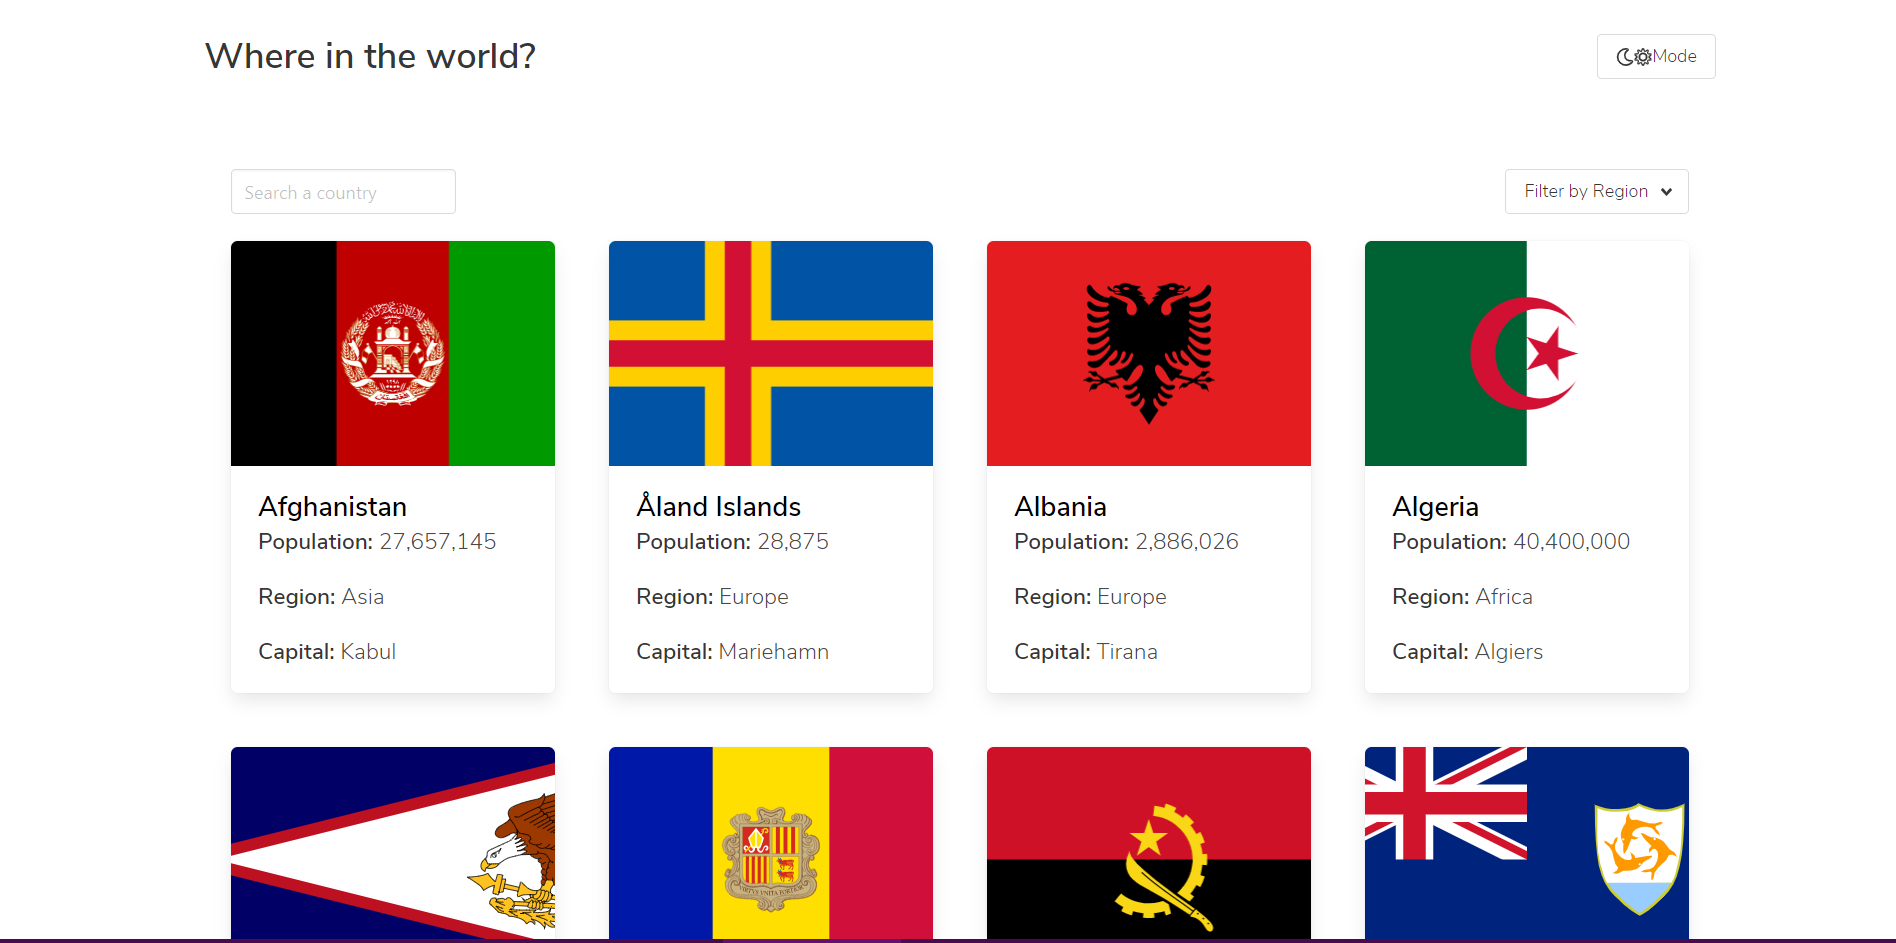 Where in the world?
Mode
Search a country
Filter by Region
Afghanistan
Population: 27,657,145
Region: Asia
Capital: Kabul
Åland Islands
Population: 28,875
Region: Europe
Capital: Mariehamn
Albania
Population: 2,886,026
Region: Europe
Capital: Tirana
Algeria
Population: 40,400,000
Region: Africa
Capital: Algiers